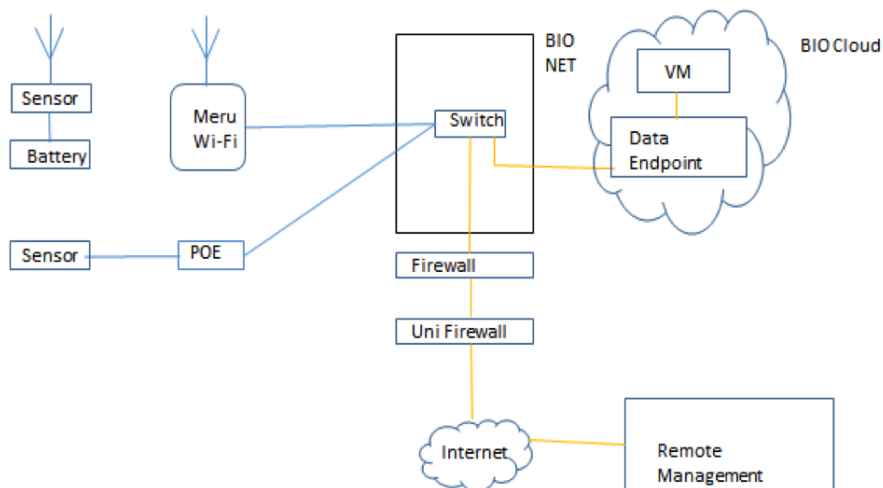 BIO
NET
BIO Cloud
VM
Sensor
Meru
Wi-Fi
Switch
Data
Endpoint
Battery
Sensor
POE
Firewall
Uni Firewall
Internet
Remote
Management